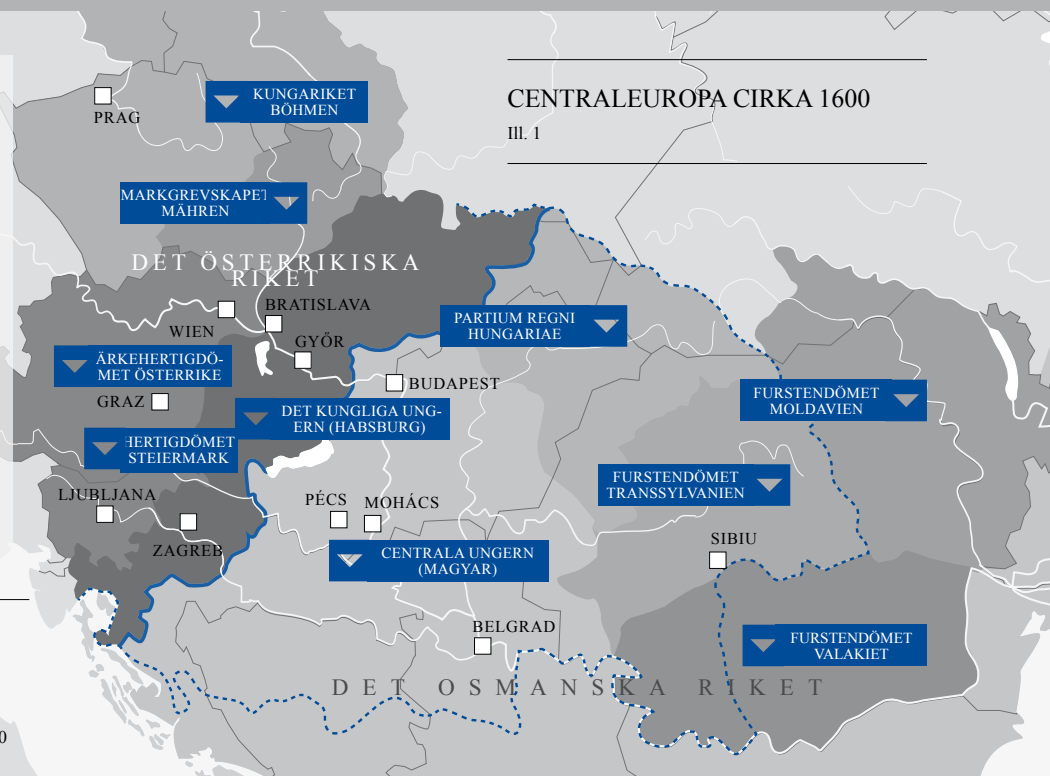 CENTRALEUROPA CIRKA 1600
Ill. 1
KUNGARIKET
BÖHMEN
PRAG
MARKGREVSKAPET
MÄHREN
DET ÖSTERRIKISKA
RIKET
BRATISLAVA
WIEN
GYŐR
PARTIUM REGNI
HUNGARIAE
ÄRKEHERTIGDÖ-
MET ÖSTERRIKE
BUDAPEST
GRAZ
FURSTENDÖMET
MOLDAVIEN
DET KUNGLIGA UNG-
ERN (HABSBURG)
HERTIGDÖMET
STEIERMARK
FURSTENDÖMET
TRANSSYLVANIEN
LJUBLJANA
PÉCS
MOHÁCS
ZAGREB
SIBIU
CENTRALA UNGERN
(MAGYAR)
BELGRAD
FURSTENDÖMET
VALAKIET
DET OSMANSKA RIKET
0